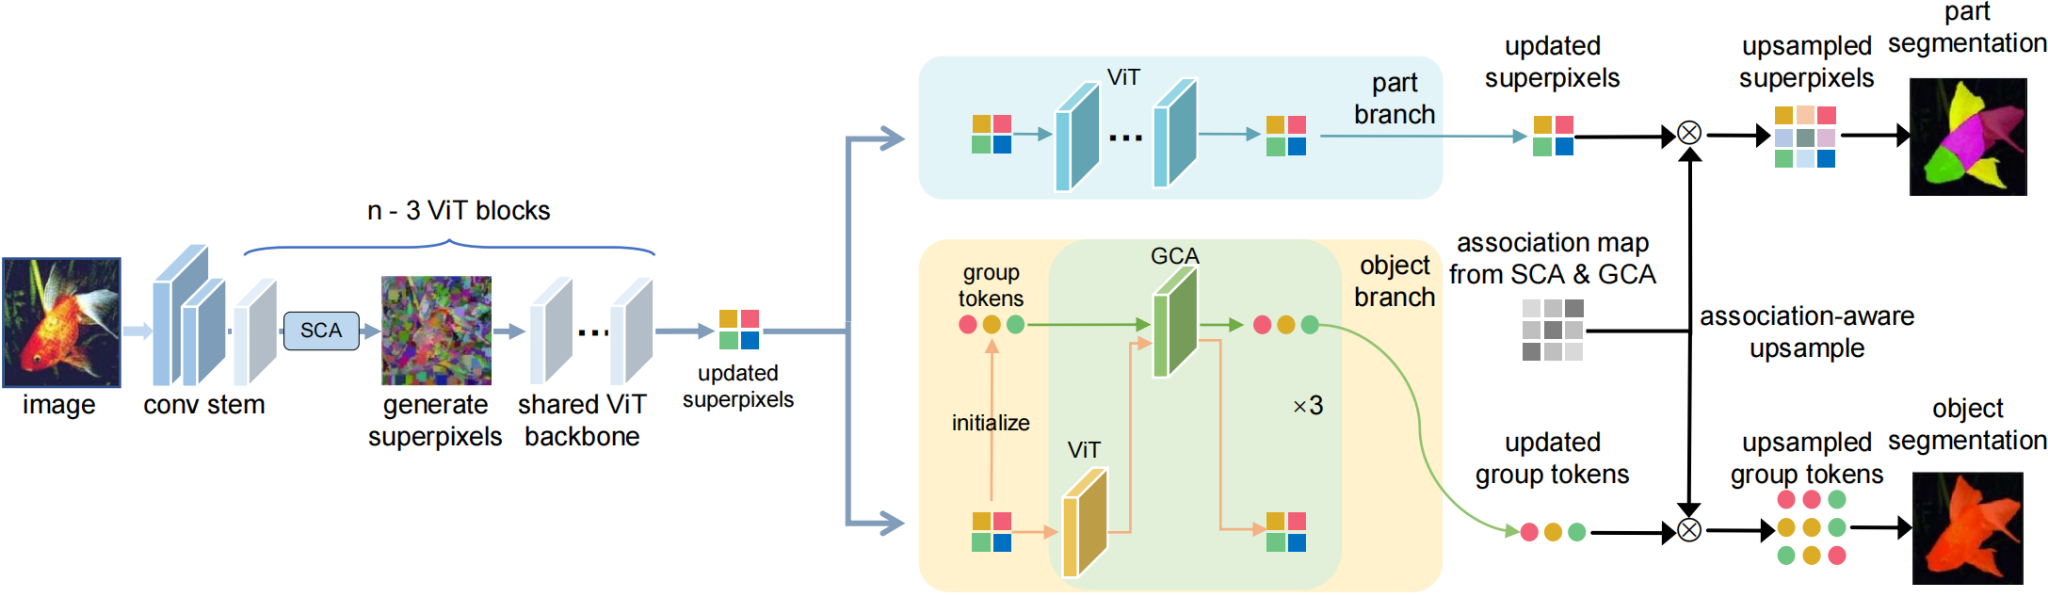 n - 3 ViT blocks
image
conv stem
SCA
generate
superpixels
shared ViT
backbone
updated
superpixels
ViT
part
branch
group
tokens
GCA
object
branch
initialize
ViT
×3
updated
superpixels
upsampled
superpixels
part
segmentation
association map
from SCA & GCA
association-aware
upsample
updated
group tokens
upsampled
group tokens
object
segmentation